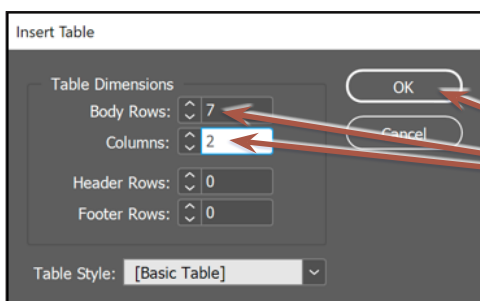 Insert Table
Table Dimensions
Body Rows: 7
Columns: 2
Header Rows: 0
Footer Rows: 0
Table Style: [Basic Table]
OK
Cancel